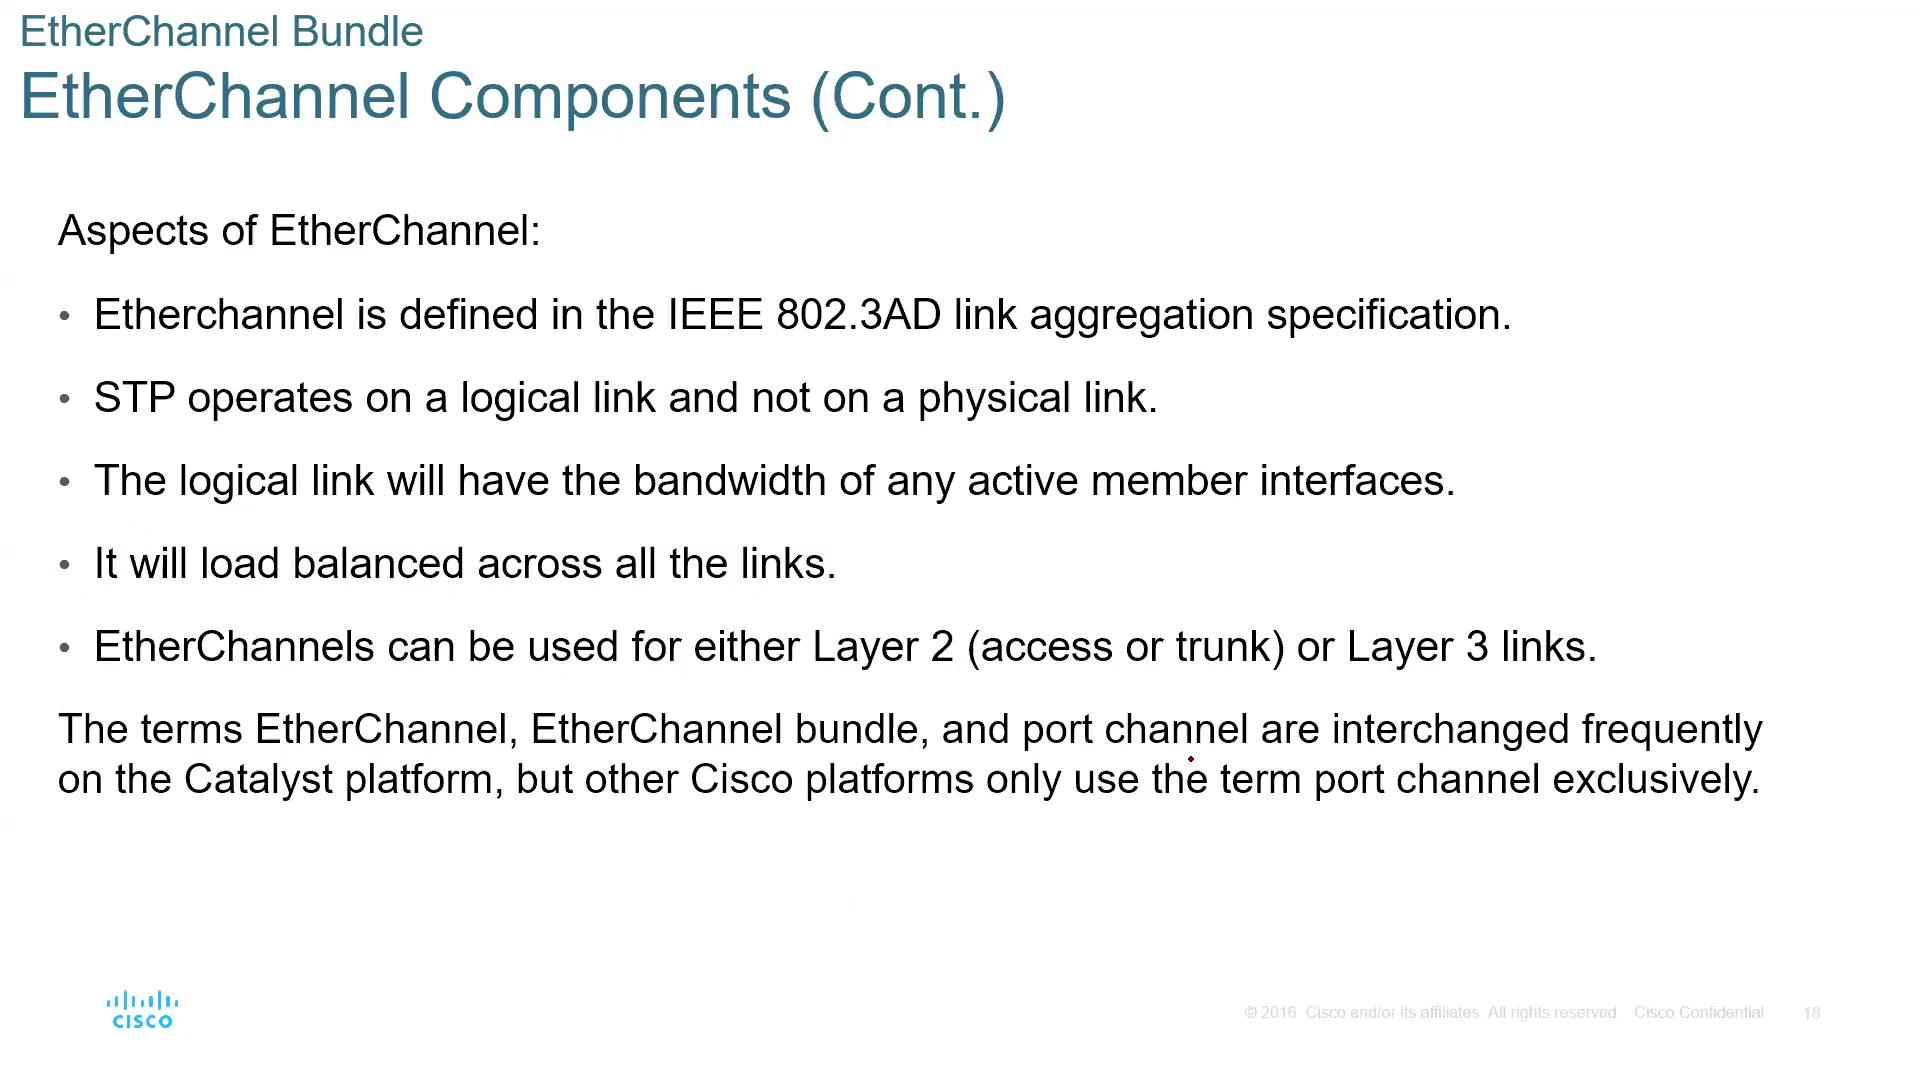 EtherChannel Bundle
EtherChannel Components (Cont.)
Aspects of EtherChannel:
• Etherchannel is defined in the IEEE 802.3AD link aggregation specification.
• STP operates on a logical link and not on a physical link.
• The logical link will have the bandwidth of any active member interfaces.
• It will load balanced across all the links.
• EtherChannels can be used for either Layer 2 (access or trunk) or Layer 3 links.
The terms EtherChannel, EtherChannel bundle, and port channel are interchanged frequently
on the Catalyst platform, but other Cisco platforms only use the term port channel exclusively.
CISCO
© 2016 Cisco and/or its affiliates. All rights reserved. Cisco Confidential 18